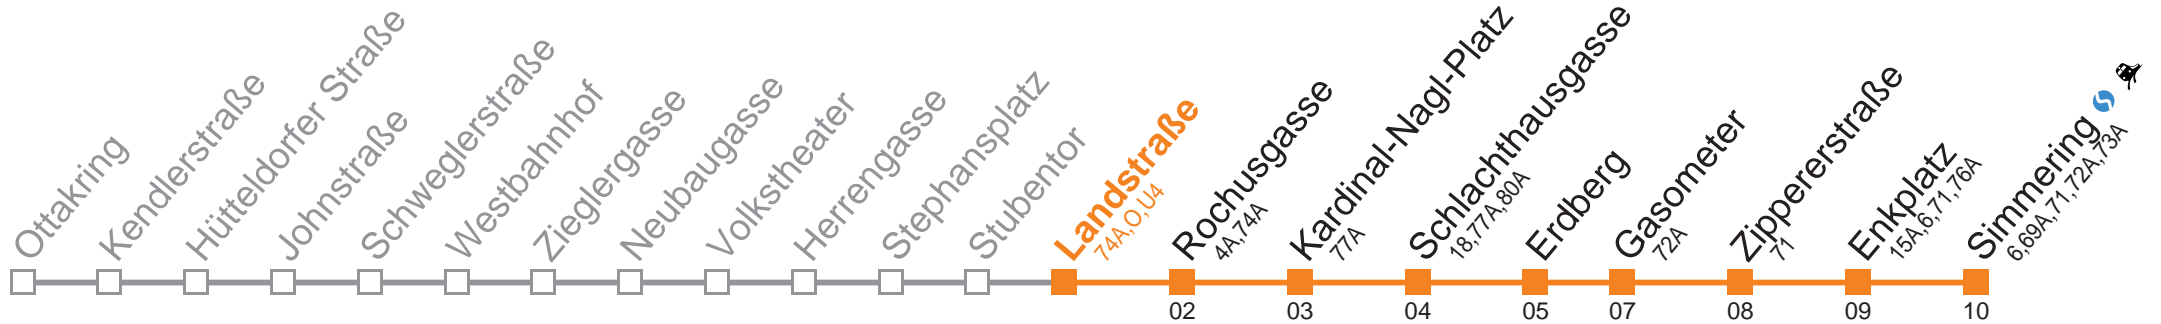 Ottakring
Kendlerstraße
Hütteldorfer Straße
Johnstraße
Schweglerstraße
Westbahnhof
Zieglergasse
Neubaugasse
Volkstheater
Herrengasse
Stephansplatz
Stubentor
Landstraße
74A,O,U4
Rochusgasse
4A,74A
02
Kardinal-Nagl-Platz
77A
03
Schlachthausgasse
18,77A,80A
04
Erdberg
05
Gasometer
72A
07
Zippererstraße
71
08
Enkplatz
15A,6,71,76A
09
Simmering
6,69A,71,72A,73A
10